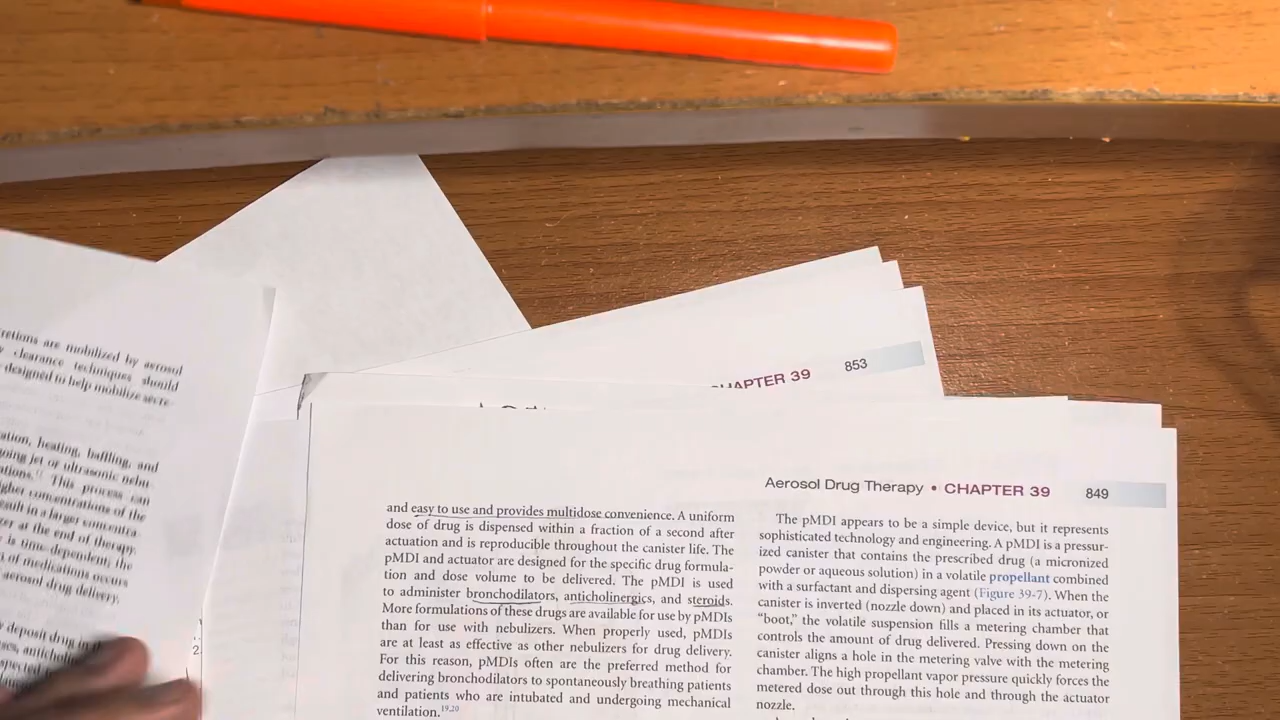 retions are mobilized by aerosol
clearance techniques should
designed to help mobilize secre
ation, heating, baffling, and
going jet of ultrasonic nebu
ations. This process can
gher concentrations of the
esult in a larger concentra
zer at the end of therapy.
is time-dependent; the
of medications occurs
aerosol drug delivery.
y deposit drug in
ses, anticholin
spected
CHAPTER 39 853
Aerosol Drug Therapy • CHAPTER 39 849
and easy to use and provides multidose convenience. A uniform
dose of drug is dispensed within a fraction of a second after
actuation and is reproducible throughout the canister life. The
pMDI and actuator are designed for the specific drug formula-
tion and dose volume to be delivered. The pMDI is used
to administer bronchodilators, anticholinergics, and steroids.
More formulations of these drugs are available for use by pMDIs
than for use with nebulizers. When properly used, pMDIs
are at least as effective as other nebulizers for drug delivery.
For this reason, pMDIs often are the preferred method for
delivering bronchodilators to spontaneously breathing patients
and patients who are intubated and undergoing mechanical
ventilation.19,20
The pMDI appears to be a simple device, but it represents
sophisticated technology and engineering. A pMDI is a pressur-
ized canister that contains the prescribed drug (a micronized
powder or aqueous solution) in a volatile propellant combined
with a surfactant and dispersing agent (Figure 39-7). When the
canister is inverted (nozzle down) and placed in its actuator, or
"boot," the volatile suspension fills a metering chamber that
controls the amount of drug delivered. Pressing down on the
canister aligns a hole in the metering valve with the metering
chamber. The high propellant vapor pressure quickly forces the
metered dose out through this hole and through the actuator
nozzle.